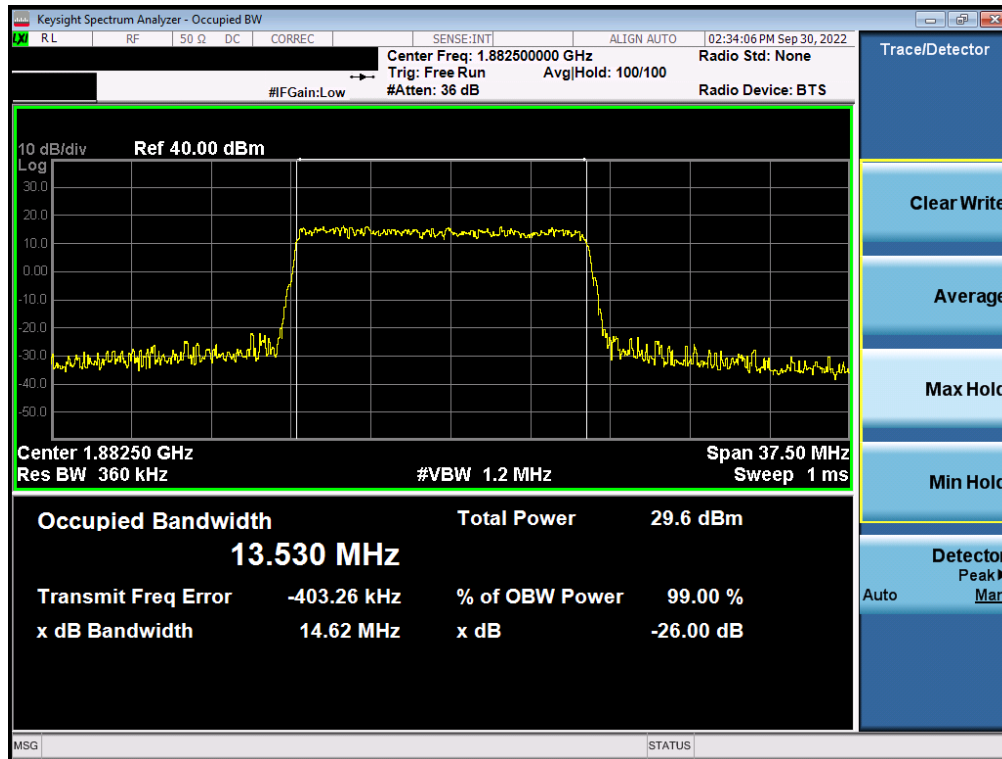 Keysight Spectrum Analyzer - Occupied BW
LXI RL RF 50 Ω DC CORREC SENSE:INT ALIGN AUTO 02:34:06 PM Sep 30, 2022
Center Freq: 1.882500000 GHz Radio Std: None
Trig: Free Run Avg|Hold: 100/100
#IFGain:Low #Atten: 36 dB Radio Device: BTS
Trace/Detector
10 dB/div Ref 40.00 dBm
Log
30.0
20.0
10.0
0.00
-10.0
-20.0
-30.0
-40.0
-50.0
Center 1.88250 GHz Span 37.50 MHz
Res BW 360 kHz #VBW 1.2 MHz Sweep 1 ms
Occupied Bandwidth Total Power 29.6 dBm
13.530 MHz
Transmit Freq Error -403.26 kHz % of OBW Power 99.00 %
x dB Bandwidth 14.62 MHz x dB -26.00 dB
Clear Write
Average
Max Hold
Min Hold
Detector
Peak
Auto Man
MSG STATUS